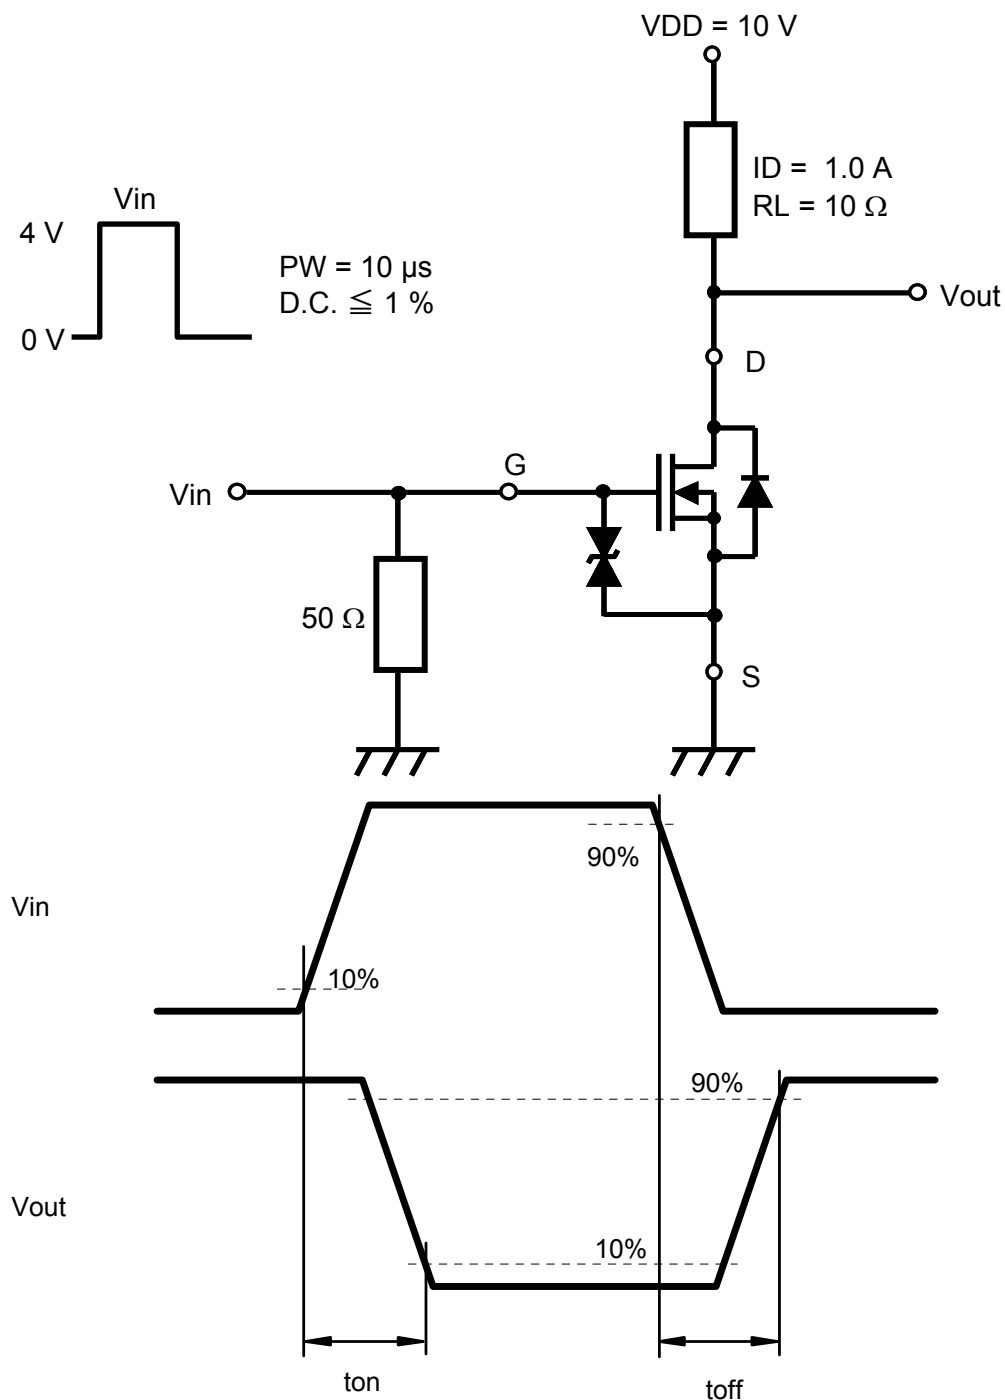 VDD = 10 V
ID = 1.0 A
RL = 10 Ω
Vin
4 V
PW = 10 µs
D.C. ≦ 1 %
0 V
Vout
D
G
Vin
50 Ω
S
90%
Vin
10%
90%
Vout
10%
ton
toff